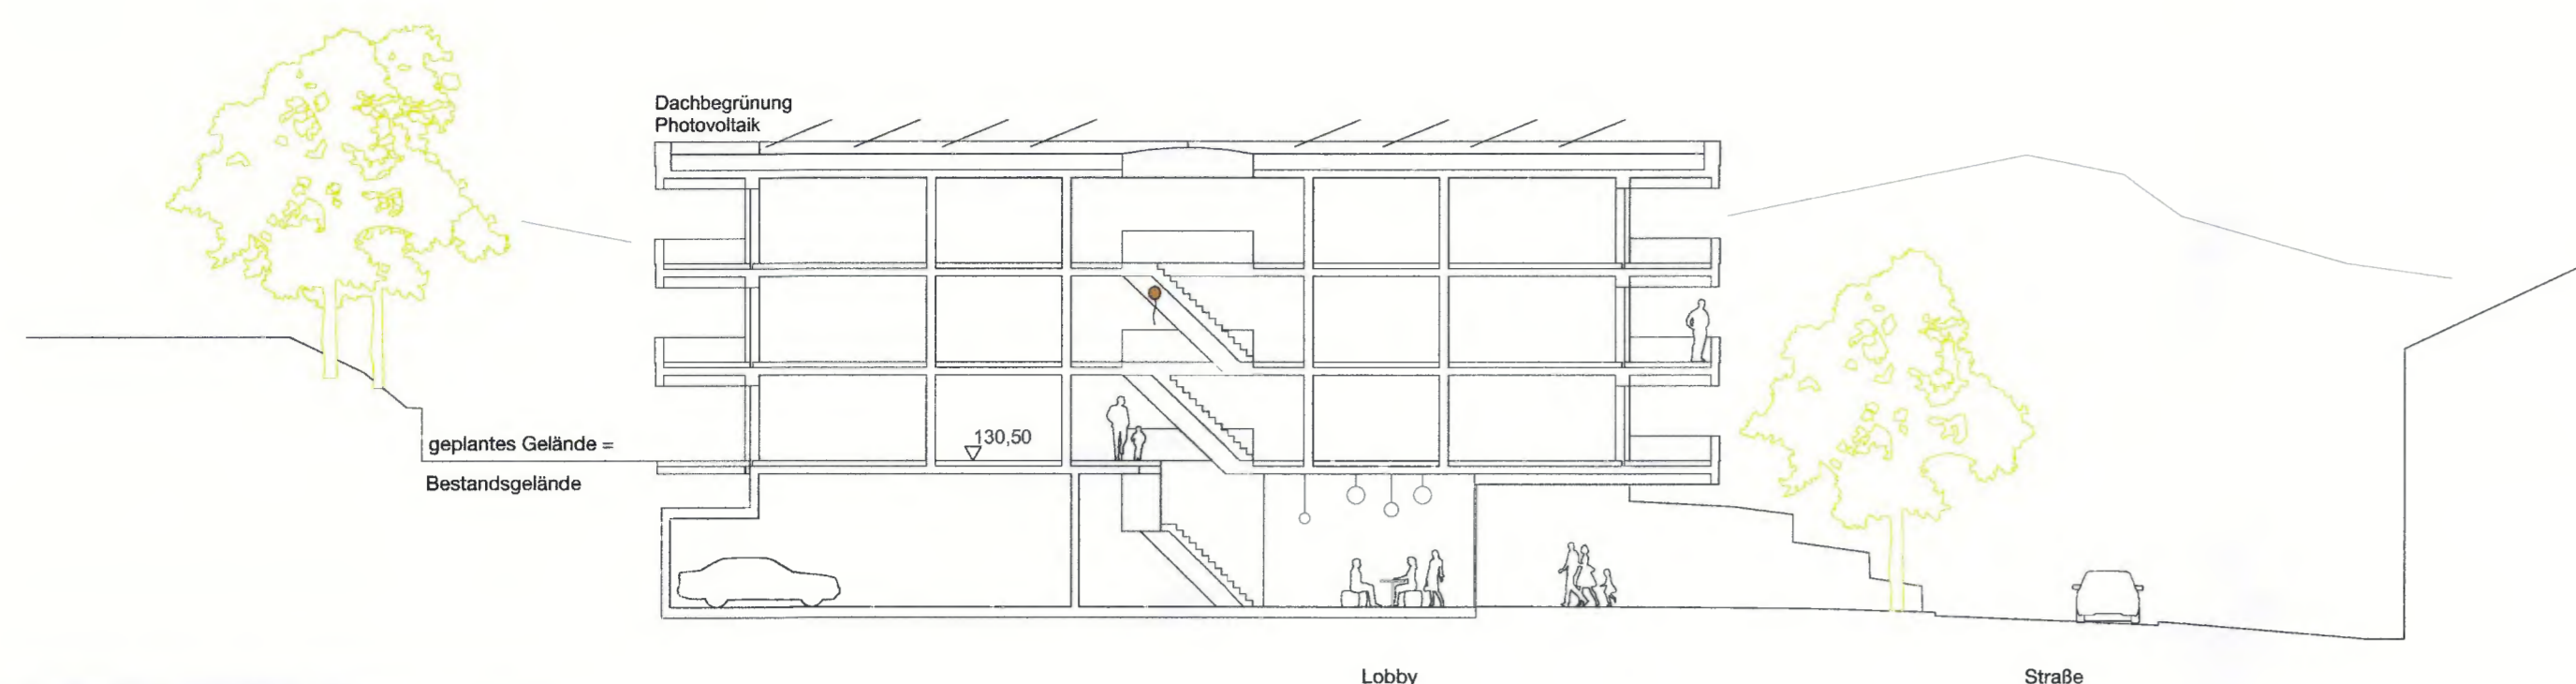 Dachbegrünung
Photovoltaik
130,50
geplantes Gelände =
Bestandsgelände
Lobby
Straße